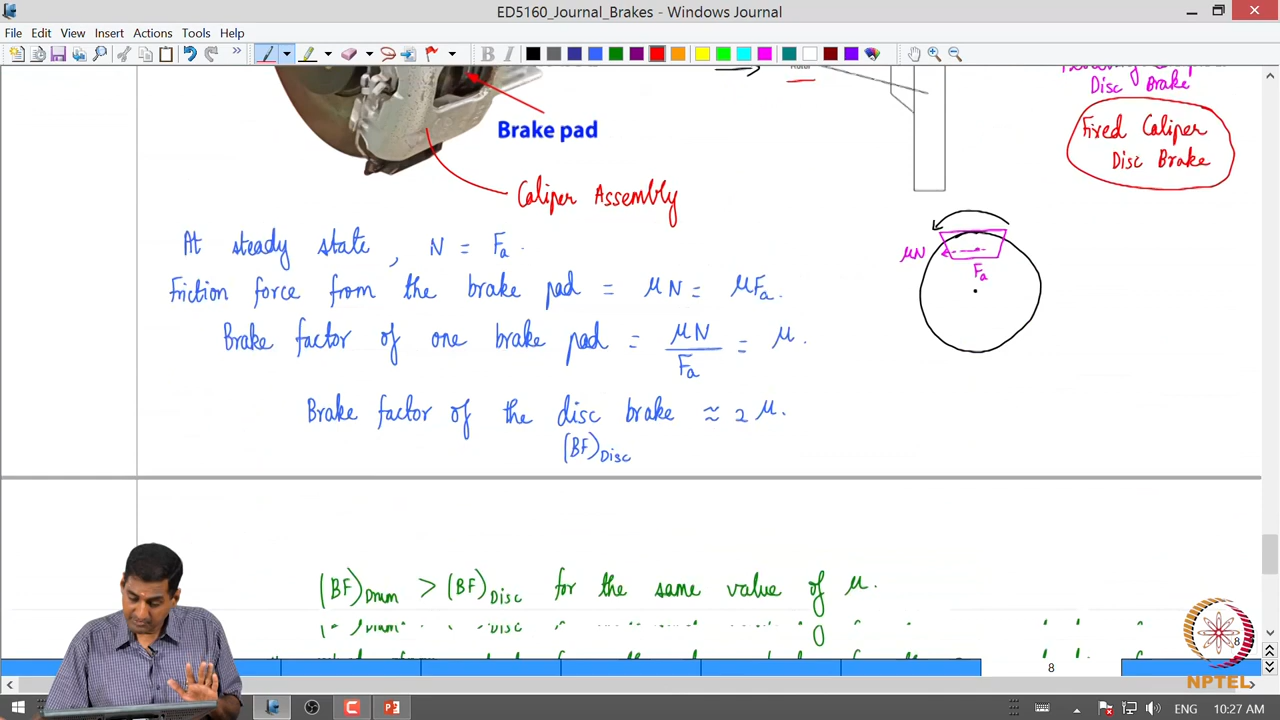 ED5160_Journal_Brakes - Windows Journal
File Edit View Insert Actions Tools Help
Rotor
Disc Brake
Brake pad
Fixed Caliper
Disc Brake
Caliper Assembly
At steady state, N = Fa.
μN
Fa
Friction force from the brake pad = μN = μFa.
Brake factor of one brake pad = μN / Fa = μ.
Brake factor of the disc brake ≈ 2μ.
(BF)Disc
(BF)Drum > (BF)Disc for the same value of μ.
8
NPTEL
8
ENG 10:27 AM